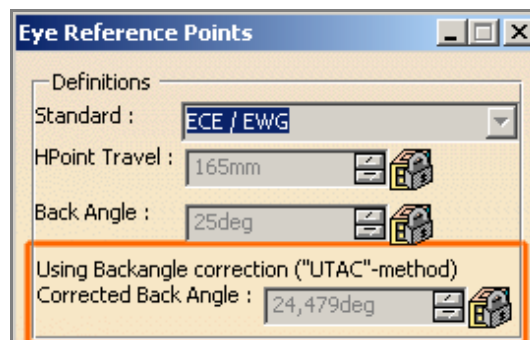 Eye Reference Points
Definitions
Standard : ECE / EWG
HPoint Travel : 165mm
Back Angle : 25deg
Using Backangle correction ("UTAC"-method)
Corrected Back Angle : 24,479deg